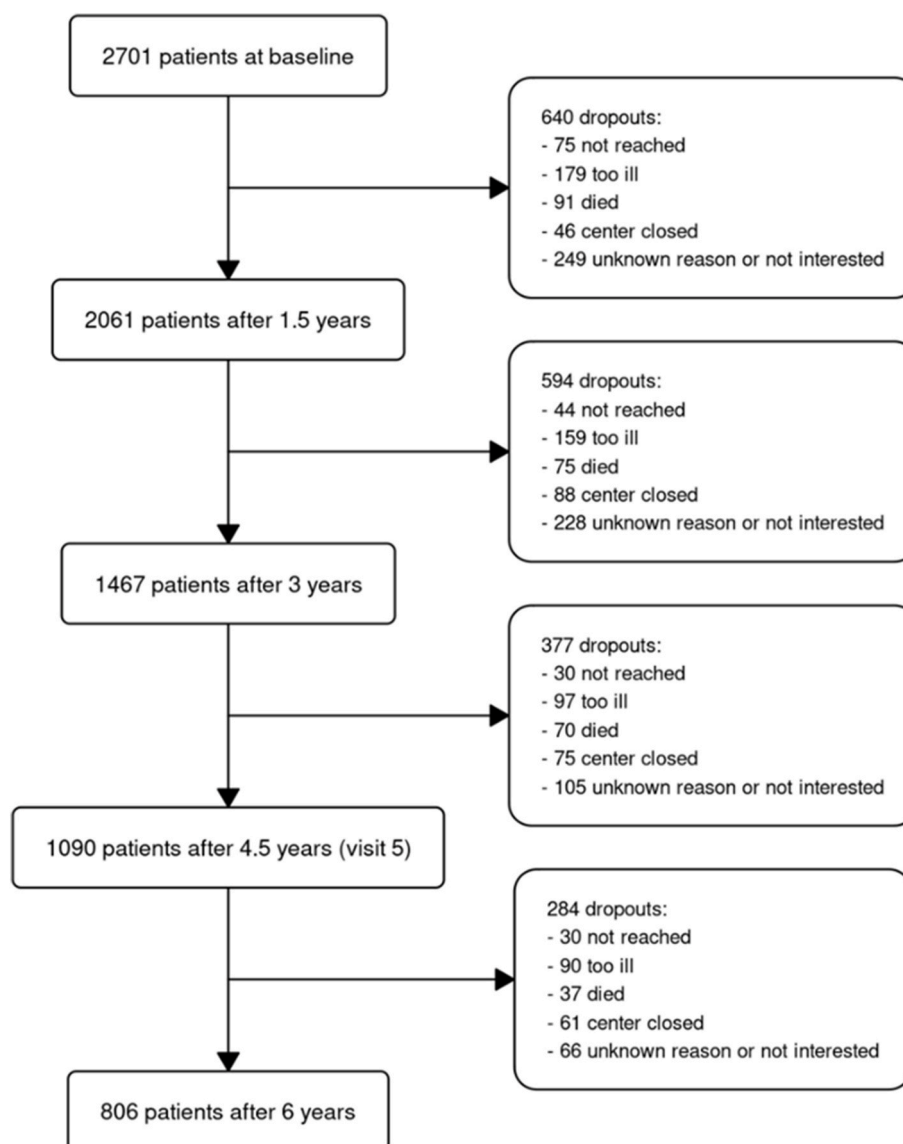 2701 patients at baseline
640 dropouts:
- 75 not reached
- 179 too ill
- 91 died
- 46 center closed
- 249 unknown reason or not interested
2061 patients after 1.5 years
594 dropouts:
- 44 not reached
- 159 too ill
- 75 died
- 88 center closed
- 228 unknown reason or not interested
1467 patients after 3 years
377 dropouts:
- 30 not reached
- 97 too ill
- 70 died
- 75 center closed
- 105 unknown reason or not interested
1090 patients after 4.5 years (visit 5)
284 dropouts:
- 30 not reached
- 90 too ill
- 37 died
- 61 center closed
- 66 unknown reason or not interested
806 patients after 6 years